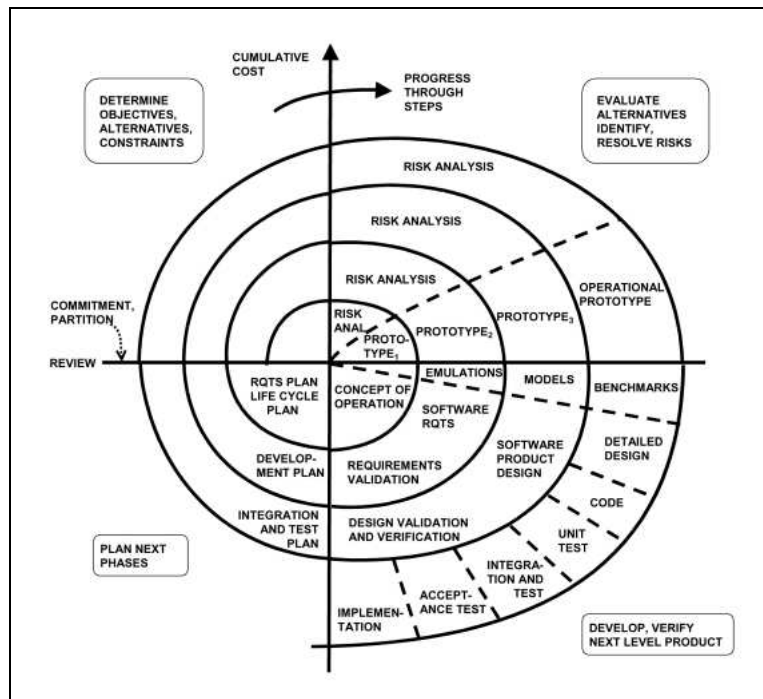 CUMULATIVE
COST
PROGRESS
THROUGH
STEPS
DETERMINE
OBJECTIVES,
ALTERNATIVES,
CONSTRAINTS
EVALUATE
ALTERNATIVES
IDENTIFY,
RESOLVE RISKS
RISK ANALYSIS
RISK ANALYSIS
RISK ANALYSIS
RISK
ANAL.
OPERATIONAL
PROTOTYPE
PROTOTYPE3
PROTOTYPE2
PROTO-
TYPE1
COMMITMENT,
PARTITION
REVIEW
RQTS PLAN
LIFE CYCLE
PLAN
CONCEPT OF
OPERATION
EMULATIONS
MODELS
BENCHMARKS
SOFTWARE
RQTS
SOFTWARE
PRODUCT
DESIGN
DETAILED
DESIGN
DEVELOP-
MENT PLAN
REQUIREMENTS
VALIDATION
CODE
INTEGRATION
AND TEST
PLAN
DESIGN VALIDATION
AND VERIFICATION
UNIT
TEST
INTEGRA-
TION AND
TEST
ACCEPT-
ANCE TEST
IMPLEMEN-
TATION
PLAN NEXT
PHASES
DEVELOP, VERIFY
NEXT LEVEL PRODUCT